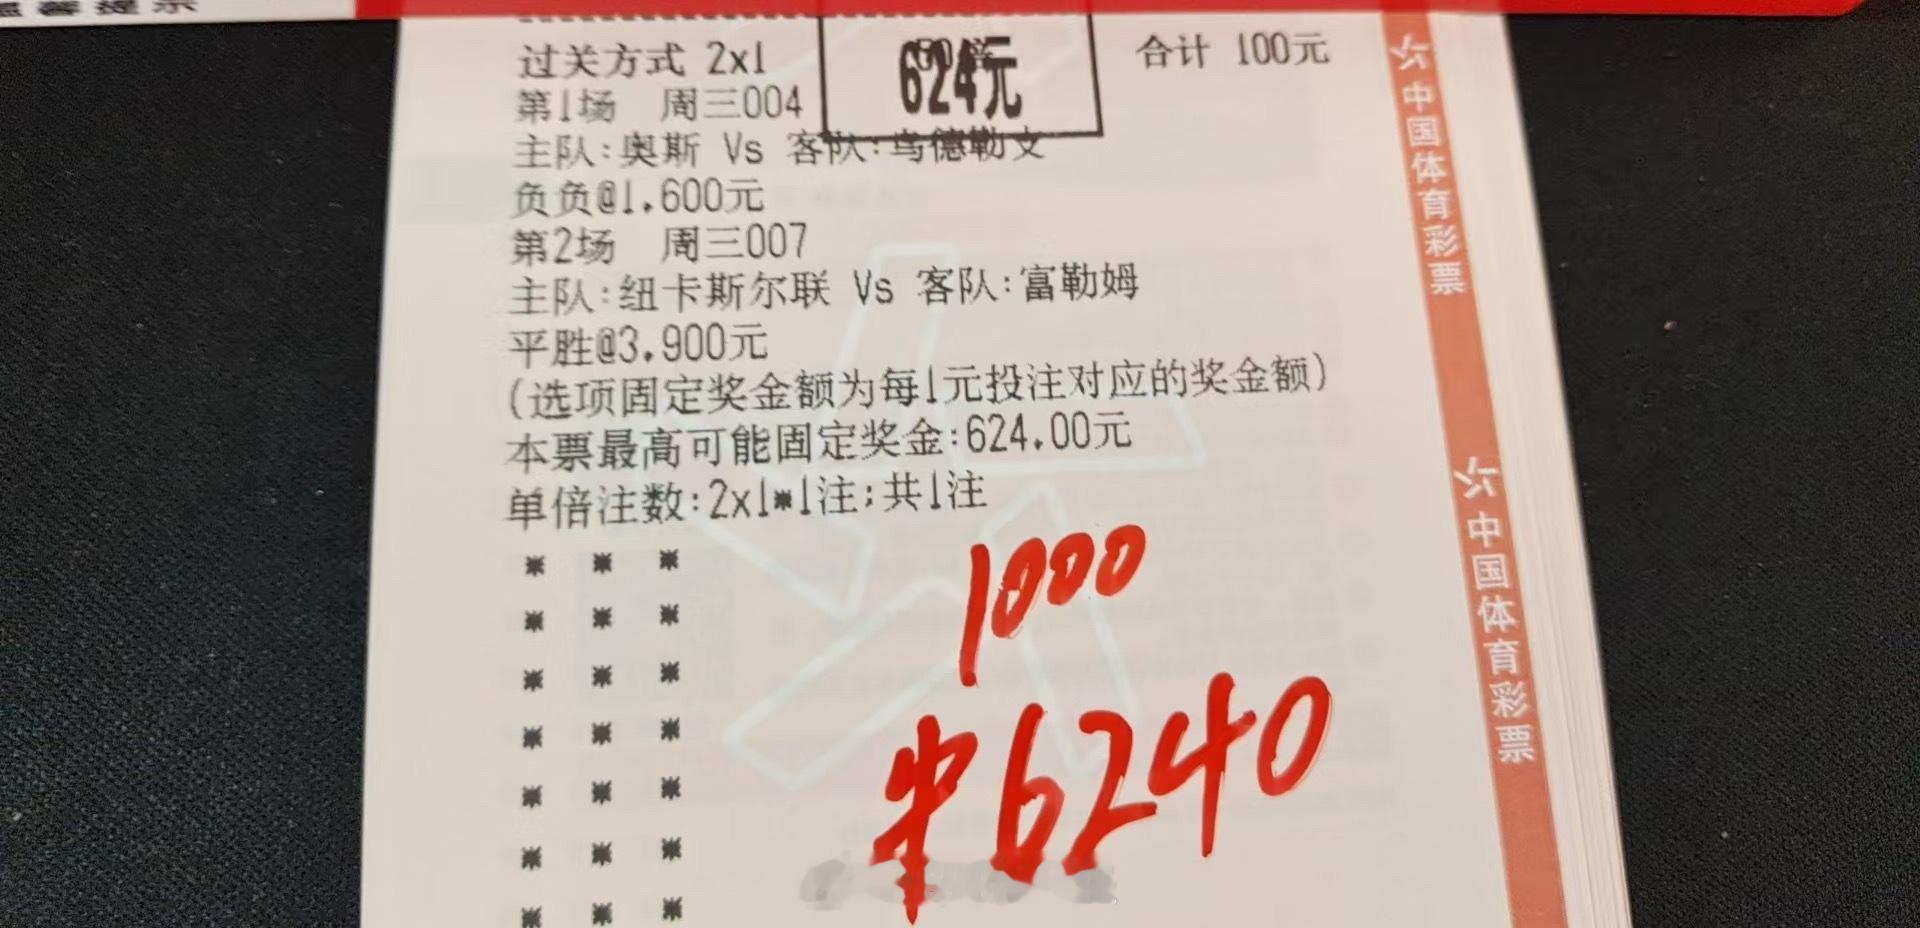 温馨提示
过关方式 2x1
624元
合计 100元
第1场 周三004
主队:奥斯 Vs 客队:乌德勒支
负负@1.600元
第2场 周三007
主队:纽卡斯尔联 Vs 客队:富勒姆
平胜@3.900元
(选项固定奖金额为每1元投注对应的奖金额)
本票最高可能固定奖金:624.00元
单倍注数:2x1*1注;共1注
1000
¥6240
中国体育彩票
中国体育彩票